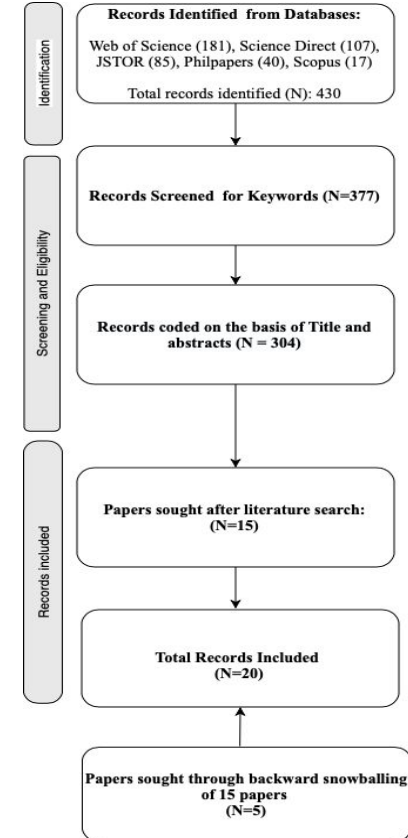 Identification
Records Identified from Databases:
Web of Science (181), Science Direct (107),
JSTOR (85), Philpapers (40), Scopus (17)
Total records identified (N): 430
Screening and Eligibility
Records Screened for Keywords (N=377)
Records coded on the basis of Title and
abstracts (N = 304)
Records included
Papers sought after literature search:
(N=15)
Total Records Included
(N=20)
Papers sought through backward snowballing
of 15 papers
(N=5)